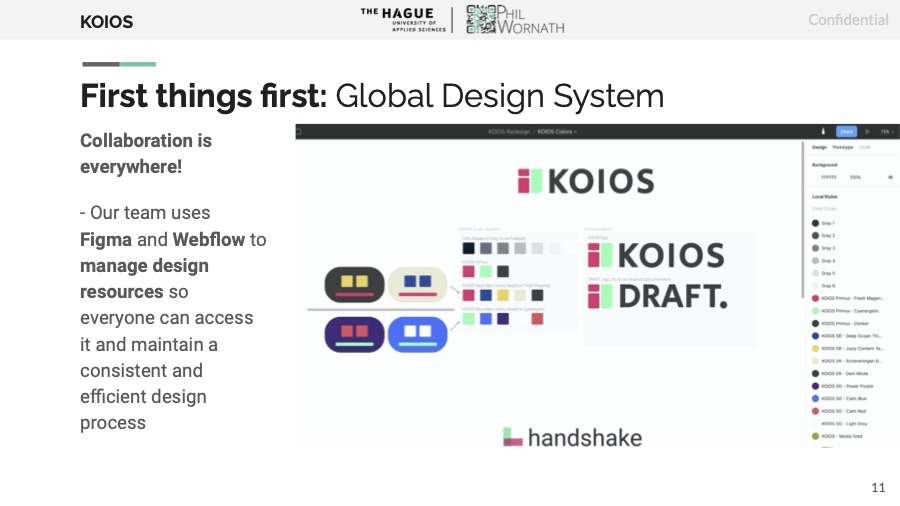 KOIOS
THE HAGUE
UNIVERSITY OF
APPLIED SCIENCES
PHIL
WORNATH
Confidential
First things first: Global Design System
Collaboration is
everywhere!
- Our team uses
Figma and Webflow to
manage design
resources so
everyone can access
it and maintain a
consistent and
efficient design
process
KOIOS Redesign / KOIOS Colors
Share
KOIOS
KOIOS
DRAFT.
handshake
Design Prototype Code
Background
FFFFFF 100%
Local Styles
Color Styles
Gray 1
Gray 2
Gray 3
Gray 4
Gray 5
Gray 6
KOIOS Primus - Fresh Magen...
KOIOS Primus - Cyanergetic
KOIOS Primus - Donker
KOIOS SR - Deep Ocean Thi...
KOIOS SR - Juicy Content Ye...
KOIOS SR - Scheveningen B...
KOIOS SR - Dark Mode
KOIOS SG - Power Purple
KOIOS SG - Calm Blue
KOIOS SG - Calm Red
KOIOS SG - Light Grey
KOIOS - Medal Gold
11